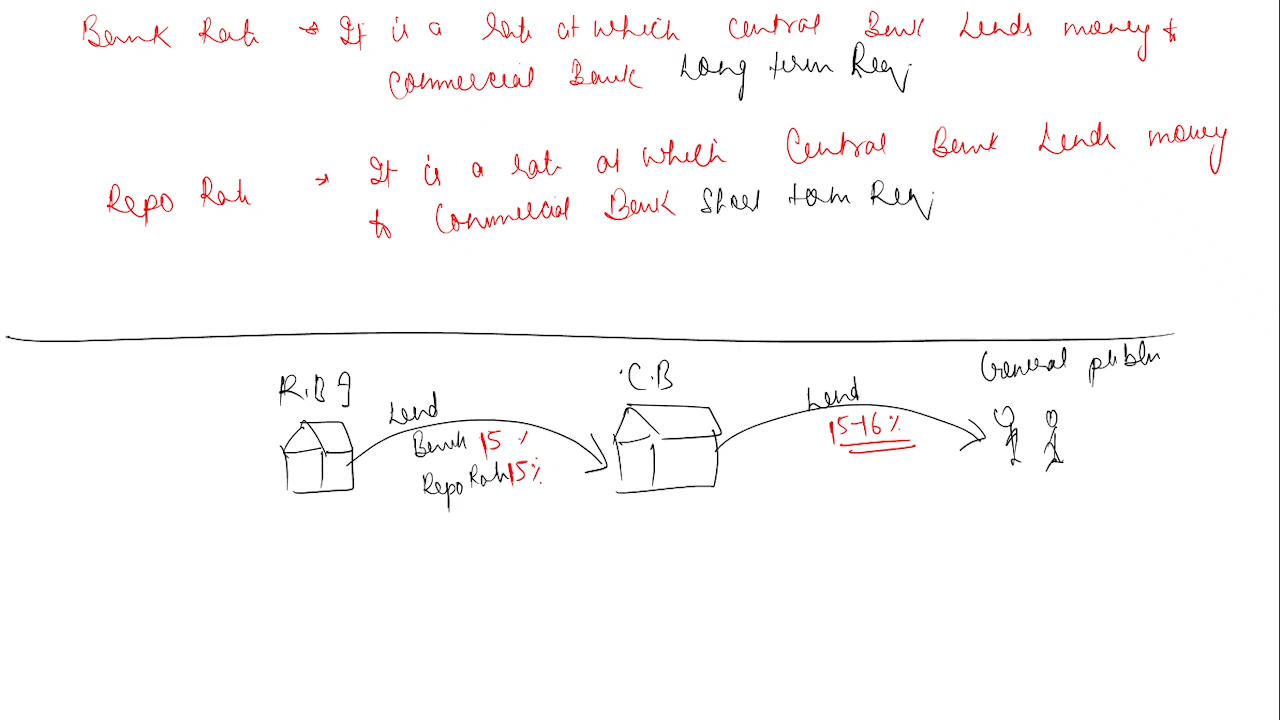 Bank Rate → It is a rate at which central Bank Lends money to
commercial Bank Long term Req
Repo Rate → It is a rate at which Central Bank Lends money
to Commercial Bank Short term Req
R.B.I
C.B
General public
Lend
Bank 15 %
Repo Rate 15%
Lend
15-16 %